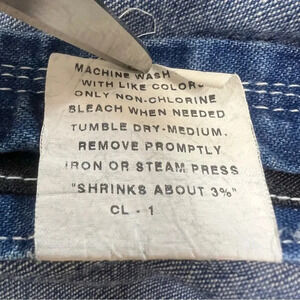 MACHINE WASH
WITH LIKE COLORS
ONLY NON-CHLORINE
BLEACH WHEN NEEDED
TUMBLE DRY-MEDIUM.
REMOVE PROMPTLY
IRON OR STEAM PRESS
"SHRINKS ABOUT 3%"
CL - 1